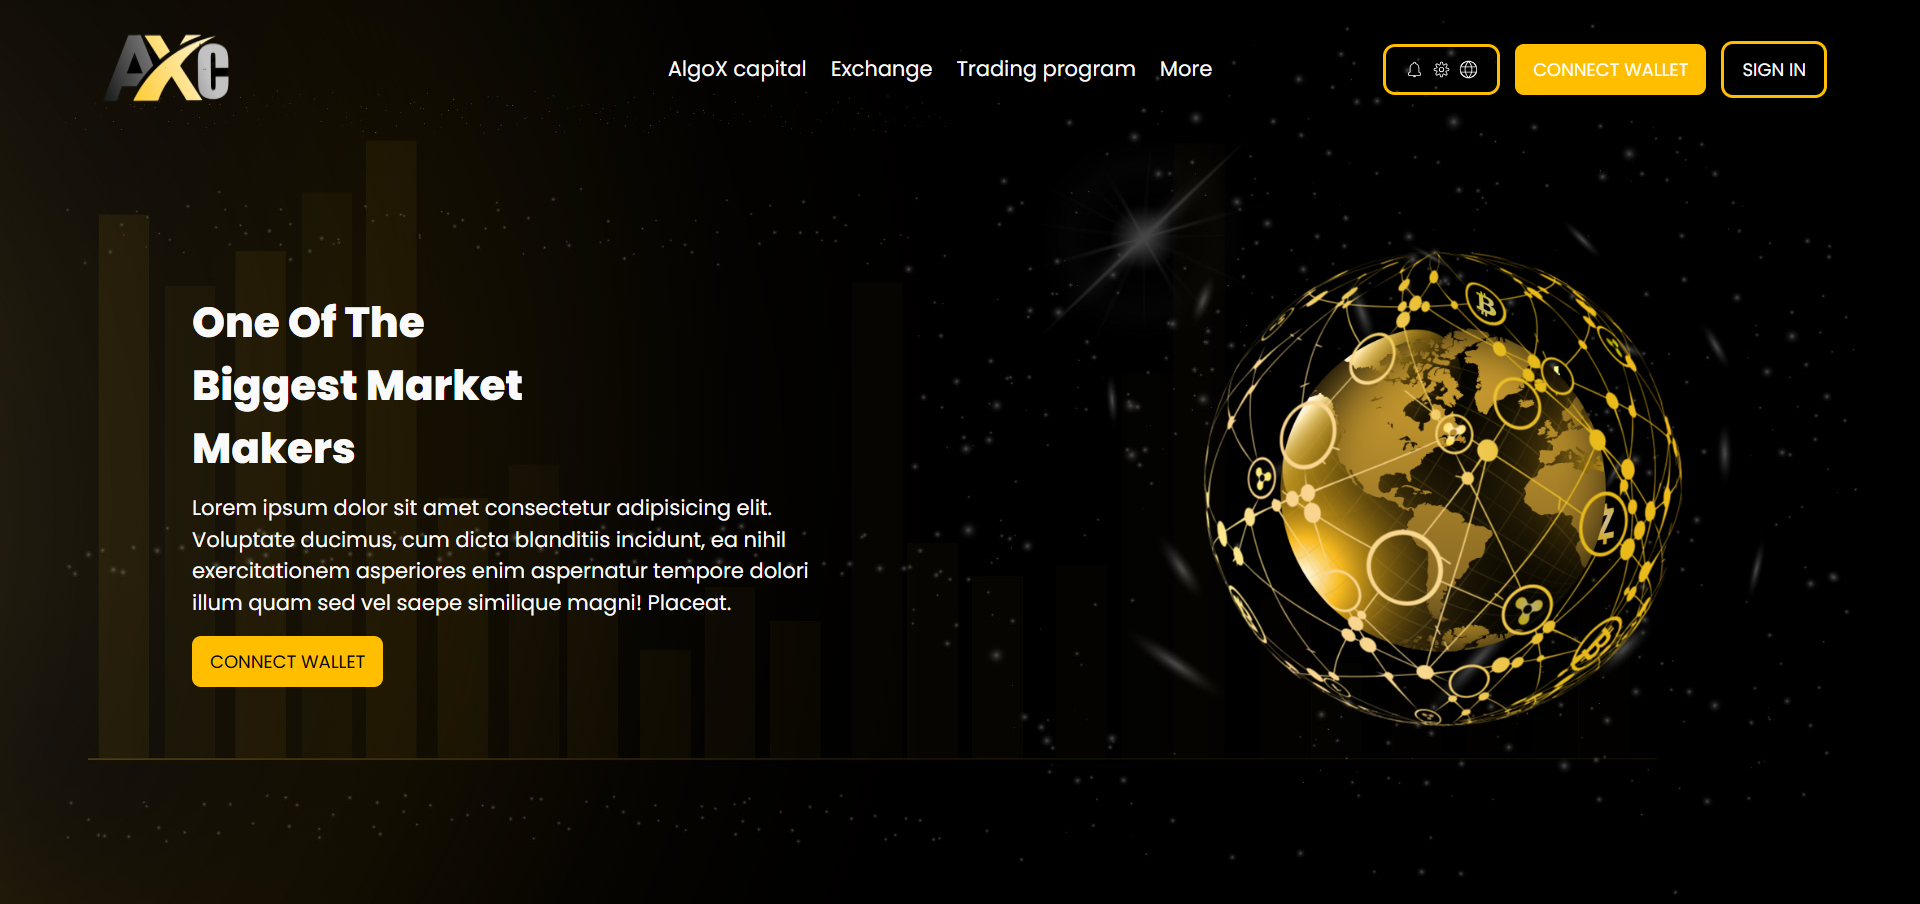 AXC
AlgoX capital
Exchange
Trading program
More
CONNECT WALLET
SIGN IN
One Of The
Biggest Market
Makers
Lorem ipsum dolor sit amet consectetur adipisicing elit.
Voluptate ducimus, cum dicta blanditiis incidunt, ea nihil
exercitationem asperiores enim aspernatur tempore dolori
illum quam sed vel saepe similique magni! Placeat.
CONNECT WALLET